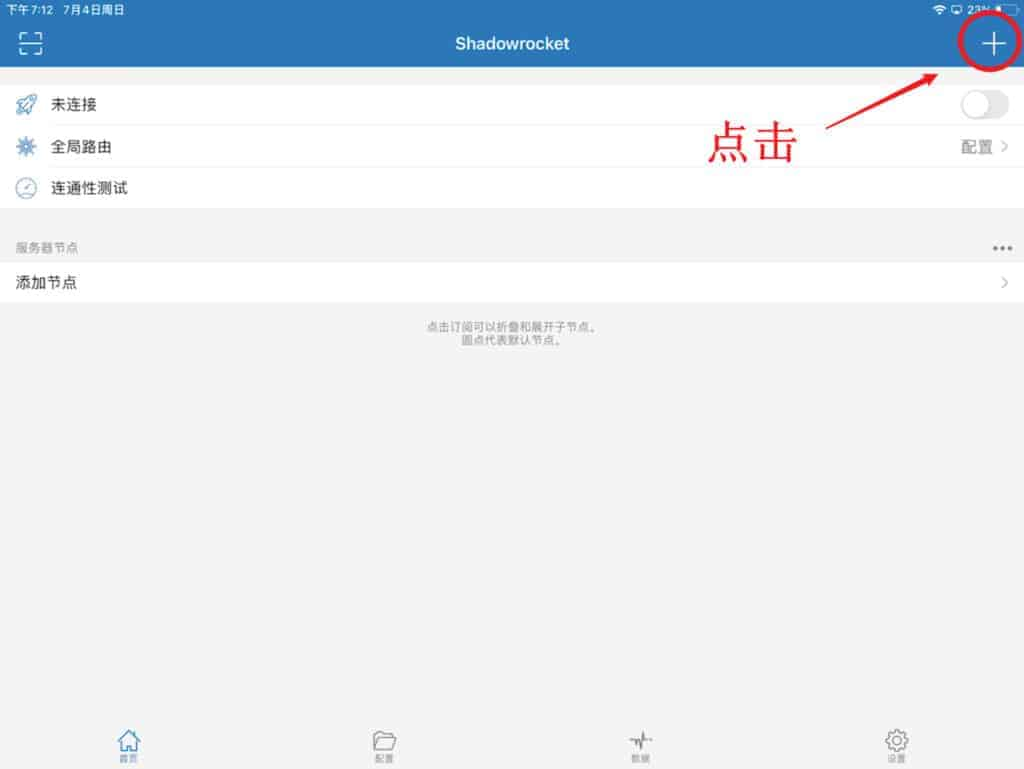 下午7:12 7月4日周日
23%
Shadowrocket
未连接
点击
全局路由
配置
连通性测试
服务器节点
添加节点
点击订阅可以折叠和展开子节点。
圆点代表默认节点。
首页
配置
数据
设置